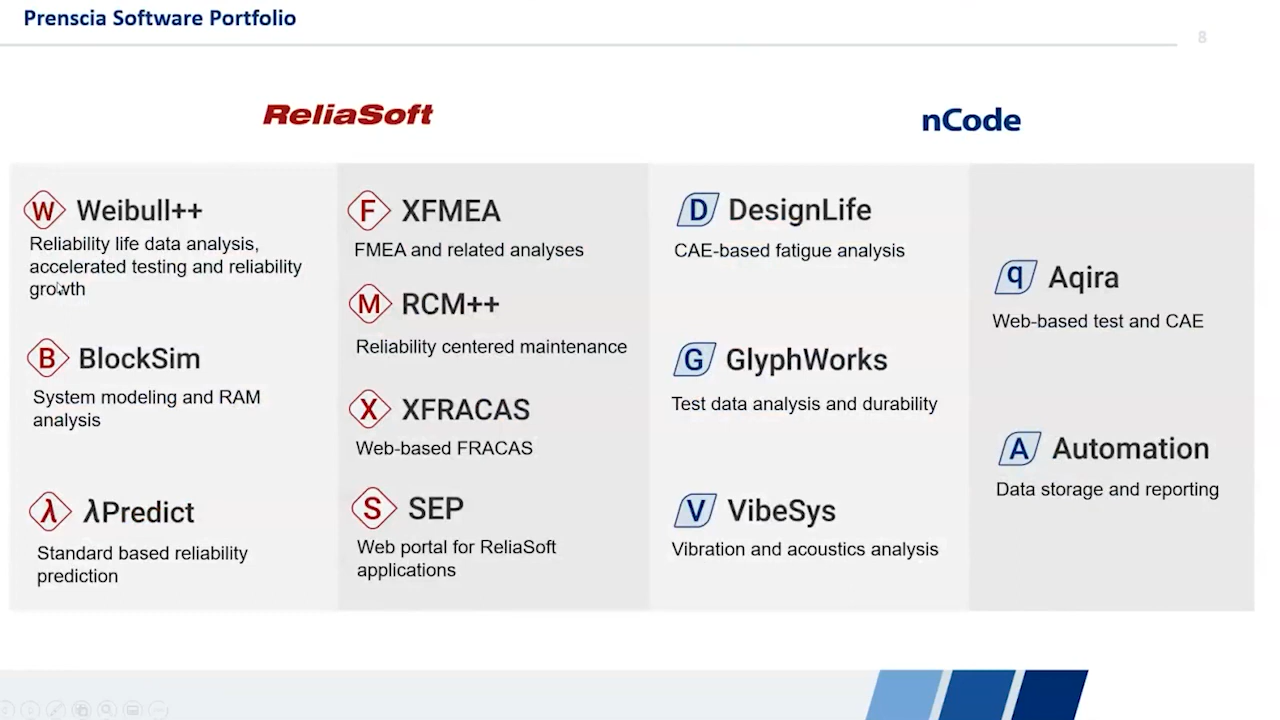 Prenscia Software Portfolio
8
ReliaSoft
nCode
W Weibull++
Reliability life data analysis,
accelerated testing and reliability
growth
B BlockSim
System modeling and RAM
analysis
λ λPredict
Standard based reliability
prediction
F XFMEA
FMEA and related analyses
M RCM++
Reliability centered maintenance
X XFRACAS
Web-based FRACAS
S SEP
Web portal for ReliaSoft
applications
D DesignLife
CAE-based fatigue analysis
G GlyphWorks
Test data analysis and durability
V VibeSys
Vibration and acoustics analysis
q Aqira
Web-based test and CAE
A Automation
Data storage and reporting